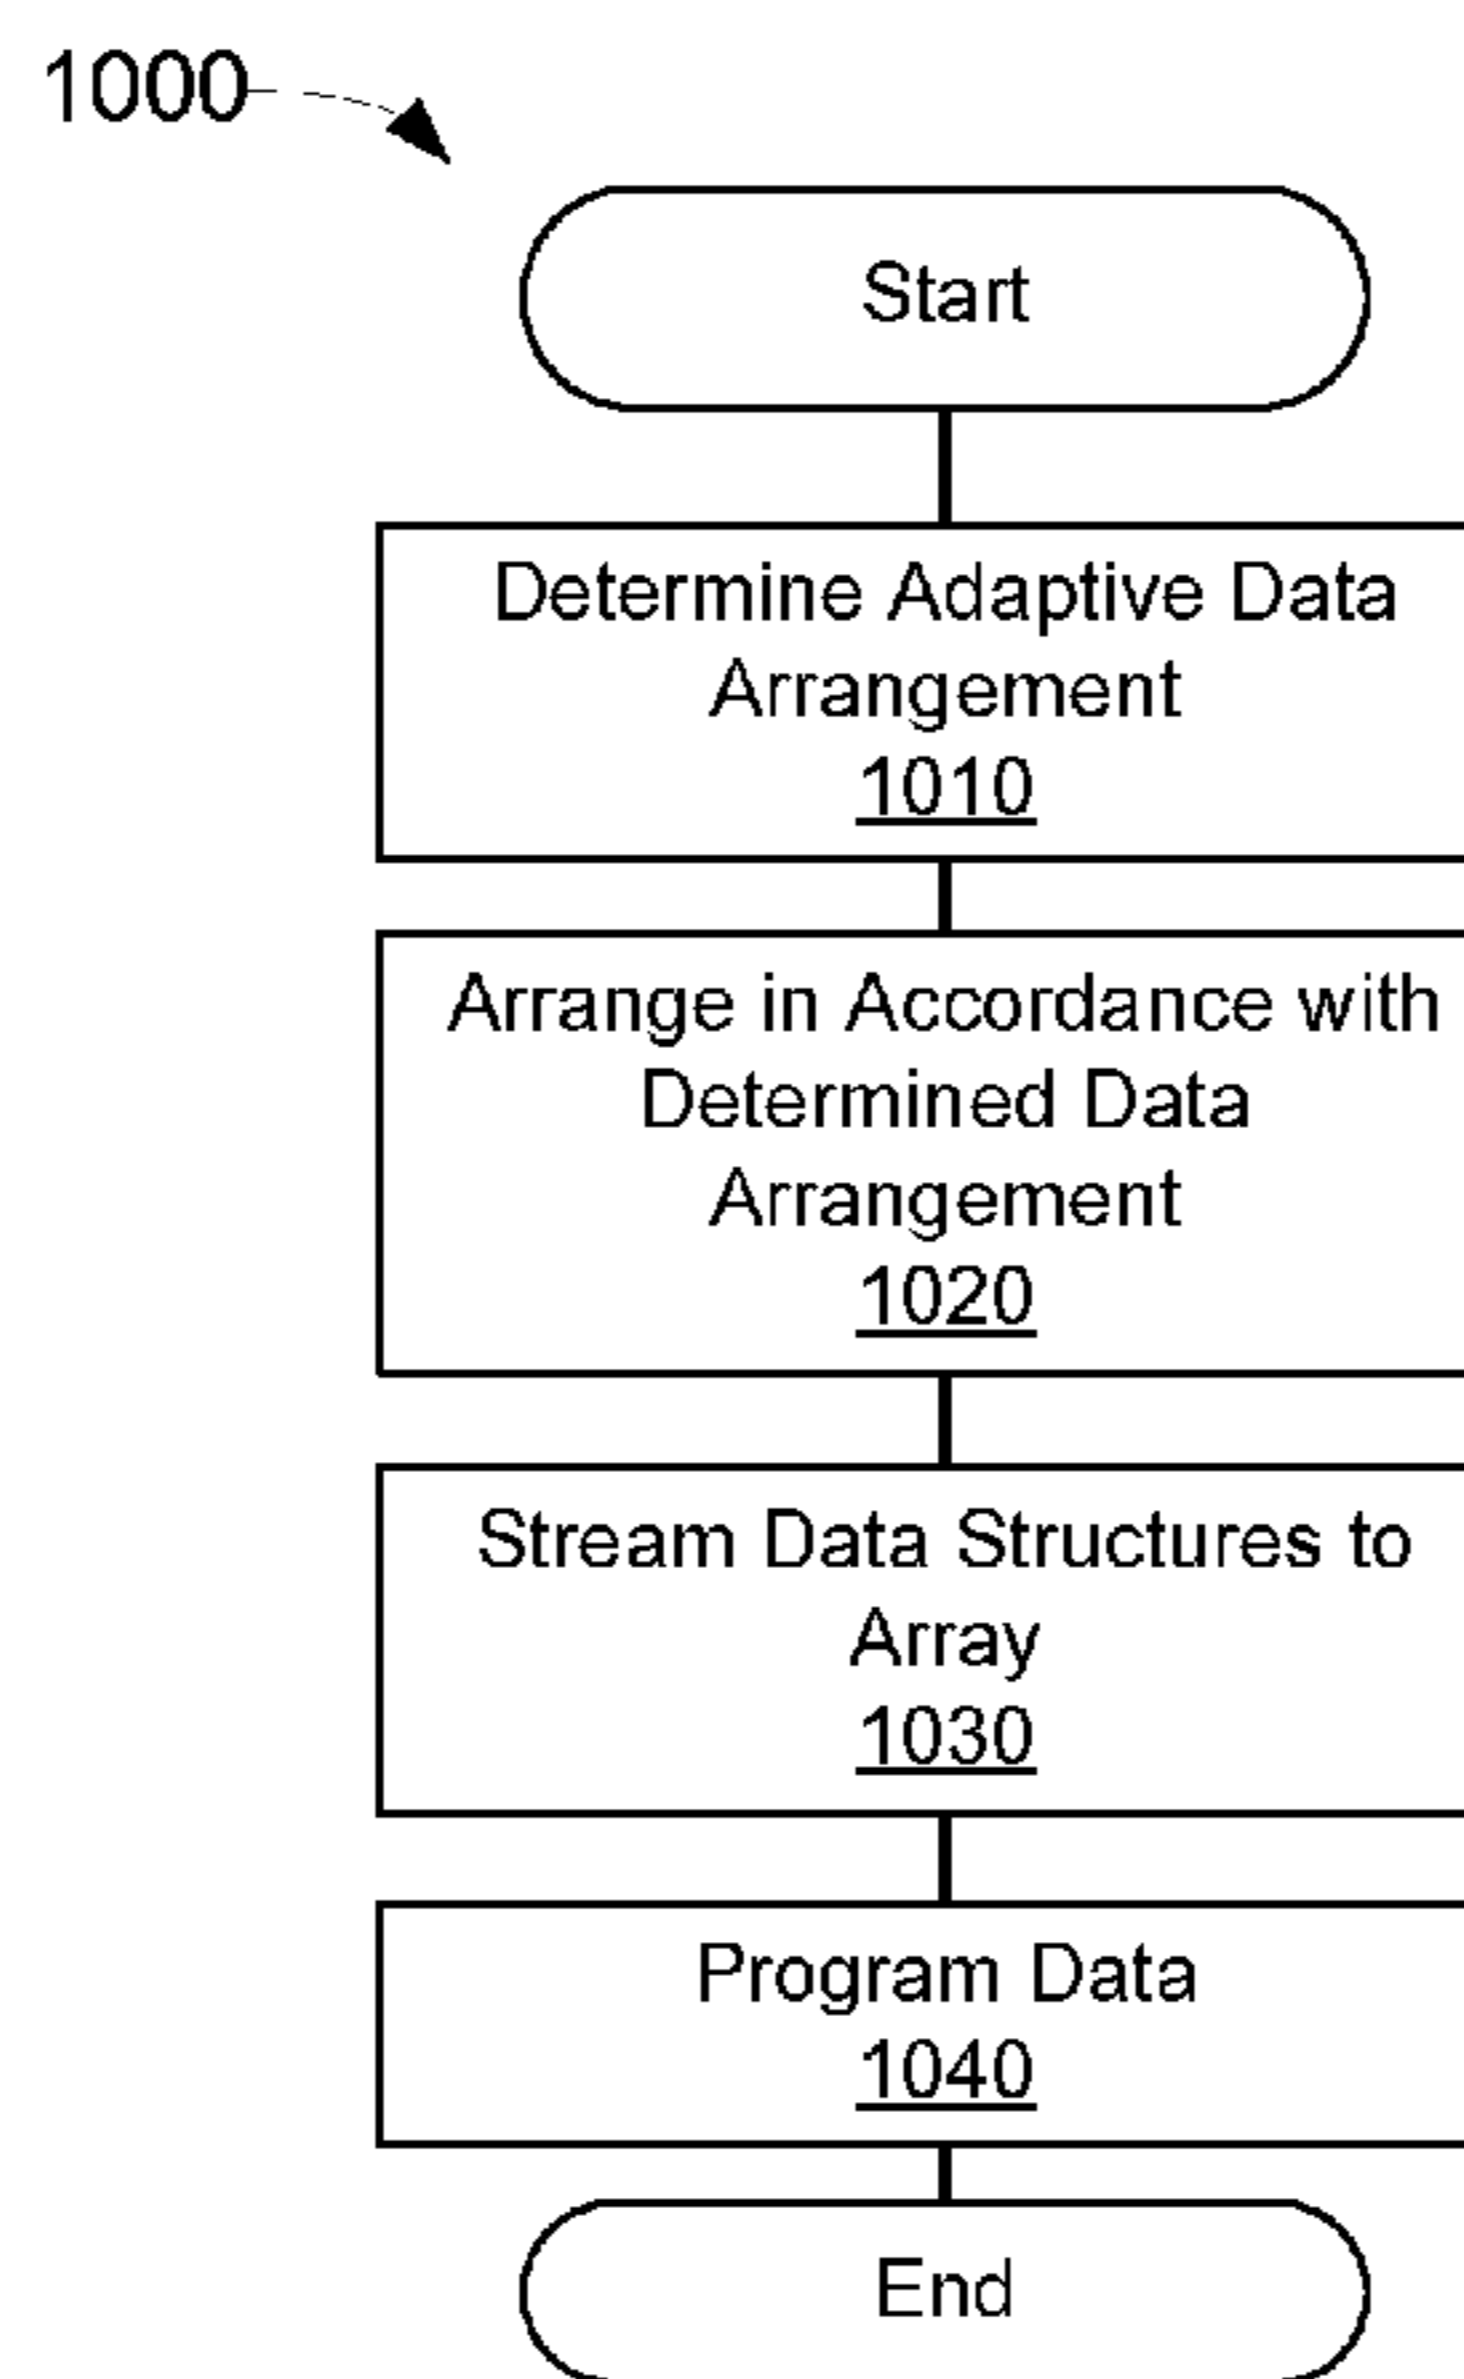 1000
Start
Determine Adaptive Data
Arrangement
1010
Arrange in Accordance with
Determined Data
Arrangement
1020
Stream Data Structures to
Array
1030
Program Data
1040
End